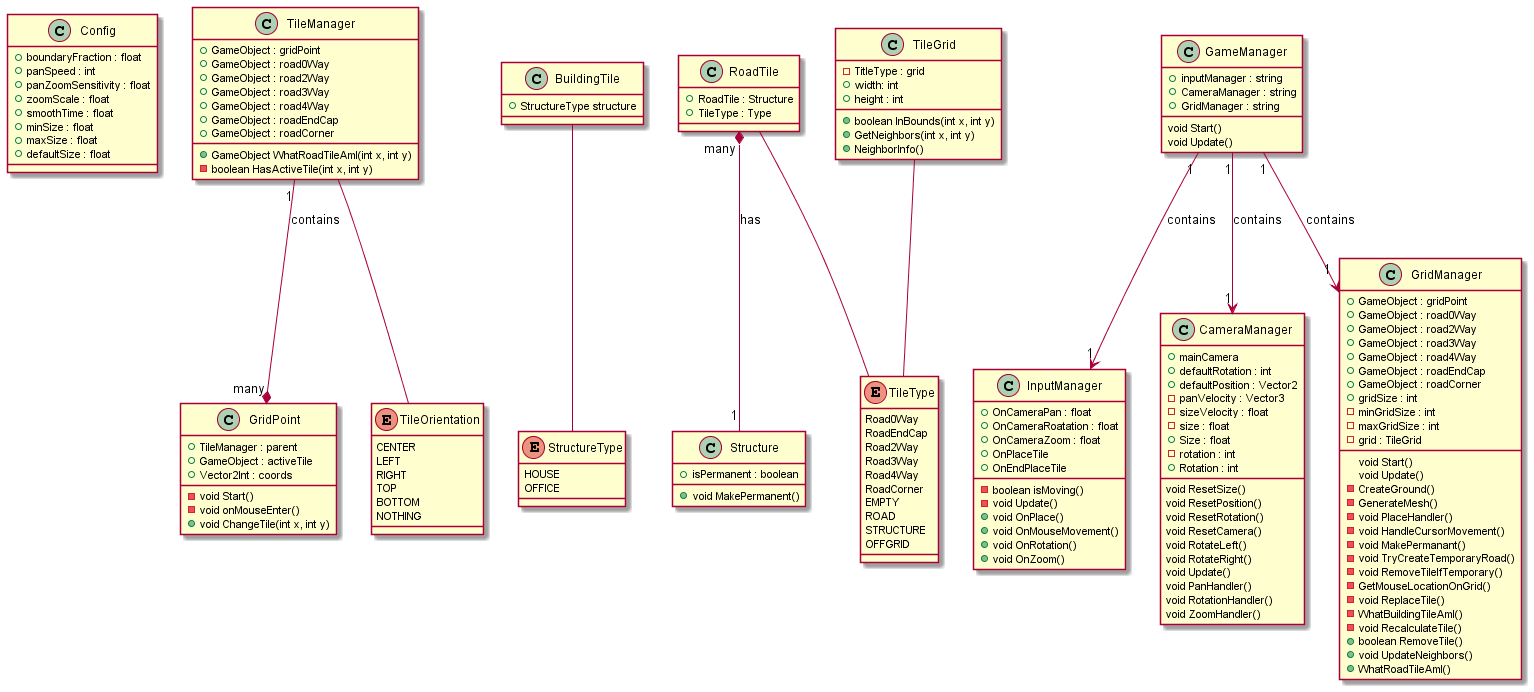 C Config
boundaryFraction : float
panSpeed : int
panZoomSensitivity : float
zoomScale : float
smoothTime : float
minSize : float
maxSize : float
defaultSize : float
C TileManager
GameObject : gridPoint
GameObject : road0Way
GameObject : road2Way
GameObject : road3Way
GameObject : road4Way
GameObject : roadEndCap
GameObject : roadCorner
GameObject WhatRoadTileAmI(int x, int y)
boolean HasActiveTile(int x, int y)
C BuildingTile
StructureType structure
C RoadTile
RoadTile : Structure
TileType : Type
C TileGrid
TitleType : grid
width: int
height : int
boolean InBounds(int x, int y)
GetNeighbors(int x, int y)
NeighborInfo()
C GameManager
inputManager : string
CameraManager : string
GridManager : string
void Start()
void Update()
1
contains
many
many
has
1
1
contains
1
1
contains
1
1
contains
1
C GridPoint
TileManager : parent
GameObject : activeTile
Vector2Int : coords
void Start()
void onMouseEnter()
void ChangeTile(int x, int y)
E TileOrientation
CENTER
LEFT
RIGHT
TOP
BOTTOM
NOTHING
E StructureType
HOUSE
OFFICE
C Structure
isPermanent : boolean
void MakePermanent()
E TileType
Road0Way
RoadEndCap
Road2Way
Road3Way
Road4Way
RoadCorner
EMPTY
ROAD
STRUCTURE
OFFGRID
C InputManager
OnCameraPan : float
OnCameraRoatation : float
OnCameraZoom : float
OnPlaceTile
OnEndPlaceTile
boolean isMoving()
void Update()
void OnPlace()
void OnMouseMovement()
void OnRotation()
void OnZoom()
C CameraManager
mainCamera
defaultRotation : int
defaultPosition : Vector2
panVelocity : Vector3
sizeVelocity : float
size : float
Size : float
rotation : int
Rotation : int
void ResetSize()
void ResetPosition()
void ResetRotation()
void ResetCamera()
void RotateLeft()
void RotateRight()
void Update()
void PanHandler()
void RotationHandler()
void ZoomHandler()
C GridManager
GameObject : gridPoint
GameObject : road0Way
GameObject : road2Way
GameObject : road3Way
GameObject : road4Way
GameObject : roadEndCap
GameObject : roadCorner
gridSize : int
minGridSize : int
maxGridSize : int
grid : TileGrid
void Start()
void Update()
CreateGround()
GenerateMesh()
void PlaceHandler()
void HandleCursorMovement()
void MakePermanant()
void TryCreateTemporaryRoad()
void RemoveTileIfTemporary()
GetMouseLocationOnGrid()
void ReplaceTile()
WhatBuildingTileAmI()
void RecalculateTile()
boolean RemoveTile()
void UpdateNeighbors()
WhatRoadTileAmI()